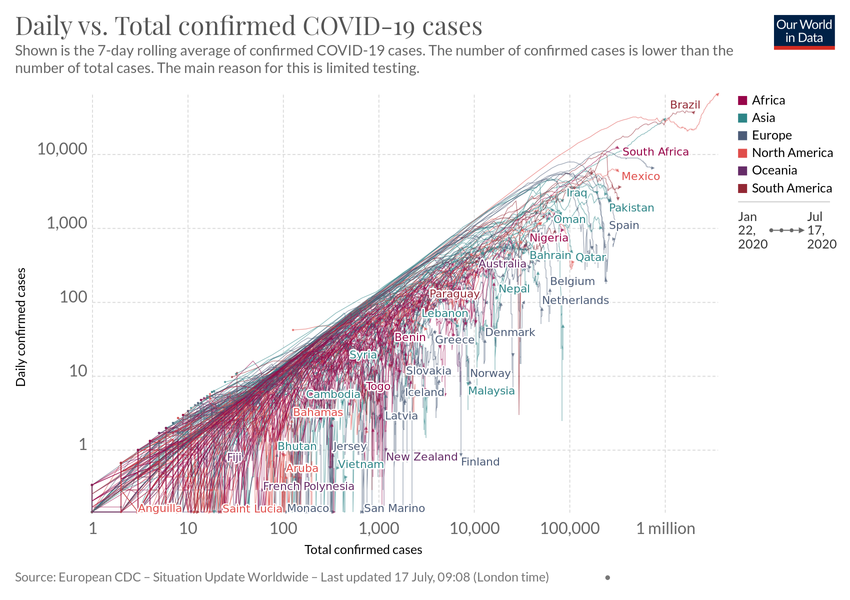 Daily vs. Total confirmed COVID-19 cases
Our World
in Data
Shown is the 7-day rolling average of confirmed COVID-19 cases. The number of confirmed cases is lower than the
number of total cases. The main reason for this is limited testing.
Brazil
Africa
Asia
Europe
North America
Oceania
South America
Jan
22,
2020
Jul
17,
2020
10,000
South Africa
Mexico
Iraq
Pakistan
Oman
Spain
1,000
Nigeria
Bahrain
Qatar
Australia
Belgium
Nepal
Paraguay
Netherlands
100
Lebanon
Benin
Greece
Denmark
Syria
Slovakia
Norway
10
Togo
Malaysia
Cambodia
Iceland
Bahamas
Latvia
Bhutan
Jersey
1
Fiji
New Zealand
Finland
Aruba
Vietnam
French Polynesia
Anguilla
Saint Lucia
Monaco
San Marino
Daily confirmed cases
1
10
100
1,000
10,000
100,000
1 million
Total confirmed cases
Source: European CDC – Situation Update Worldwide – Last updated 17 July, 09:08 (London time)